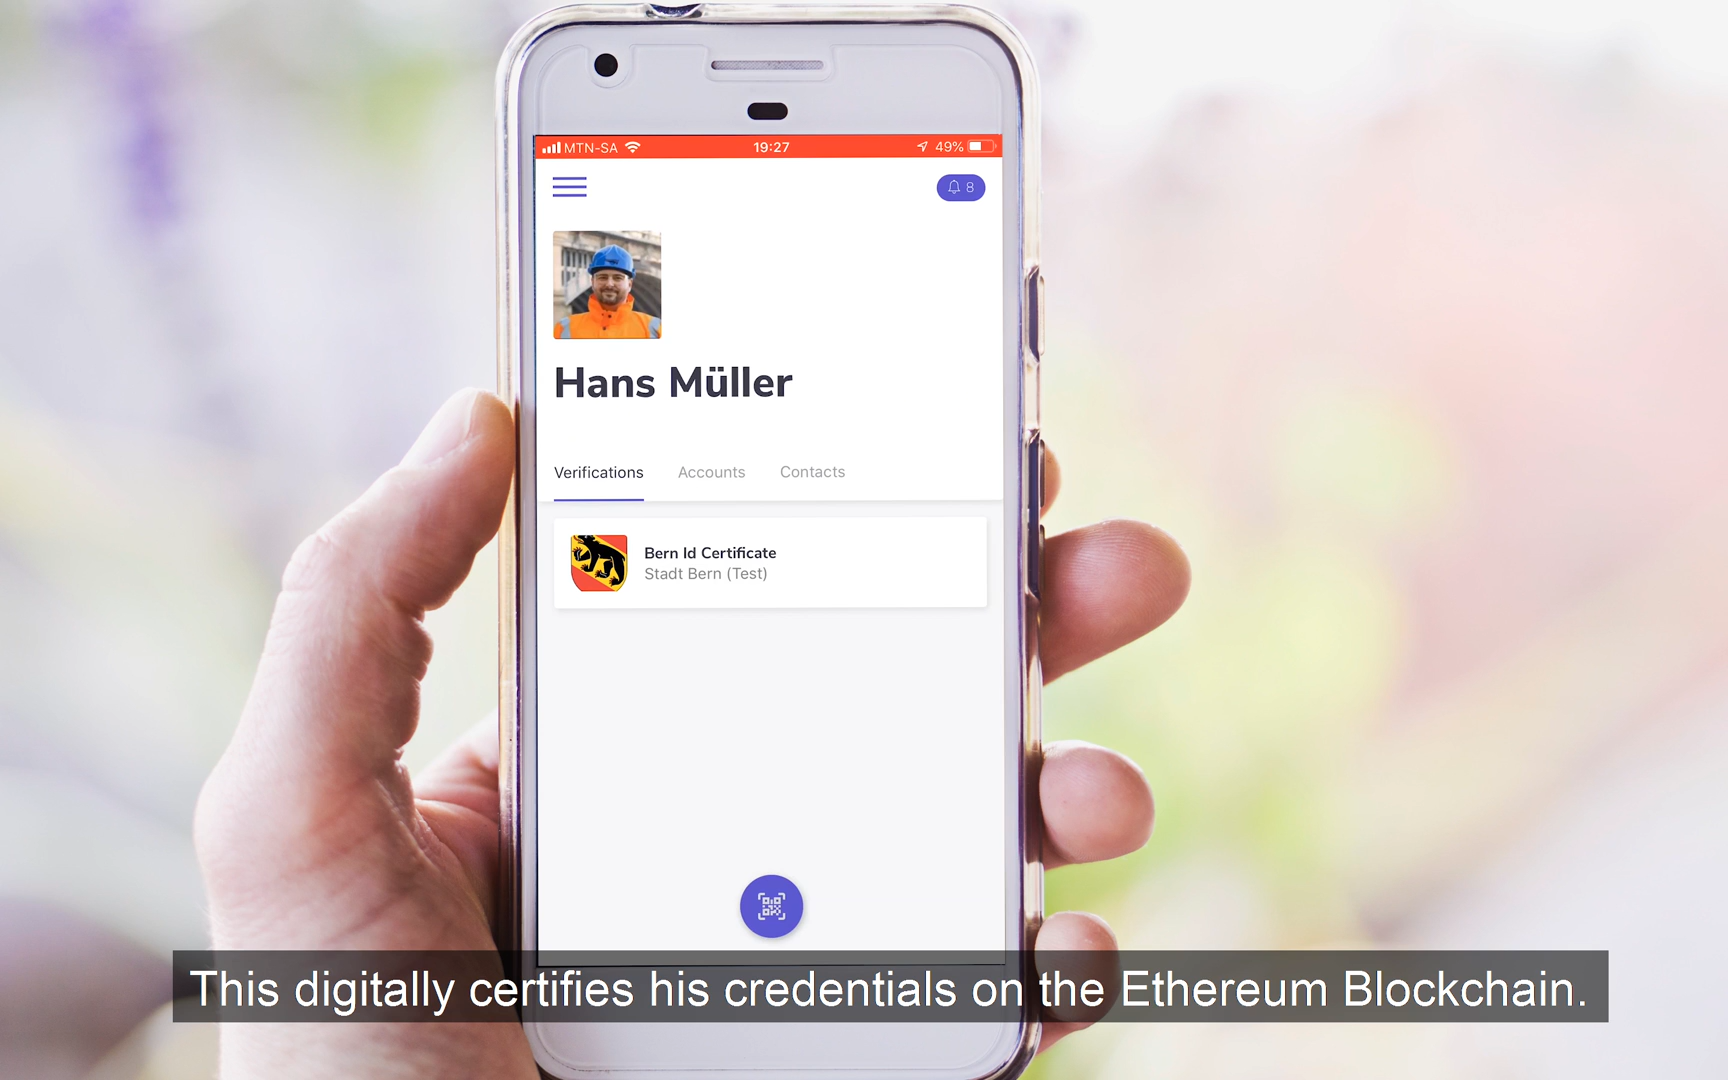 MTN-SA 19:27 49%
8
Hans Müller
Verifications Accounts Contacts
Bern Id Certificate
Stadt Bern (Test)
This digitally certifies his credentials on the Ethereum Blockchain.